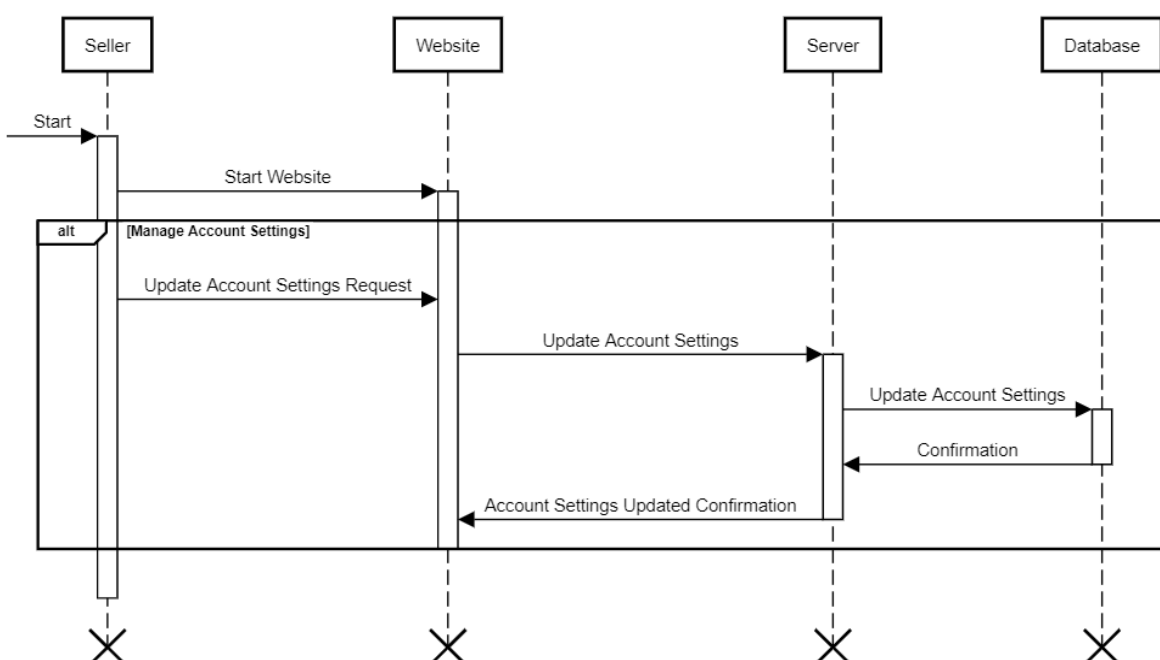 Seller
Website
Server
Database
Start
Start Website
alt
[Manage Account Settings]
Update Account Settings Request
Update Account Settings
Update Account Settings
Confirmation
Account Settings Updated Confirmation